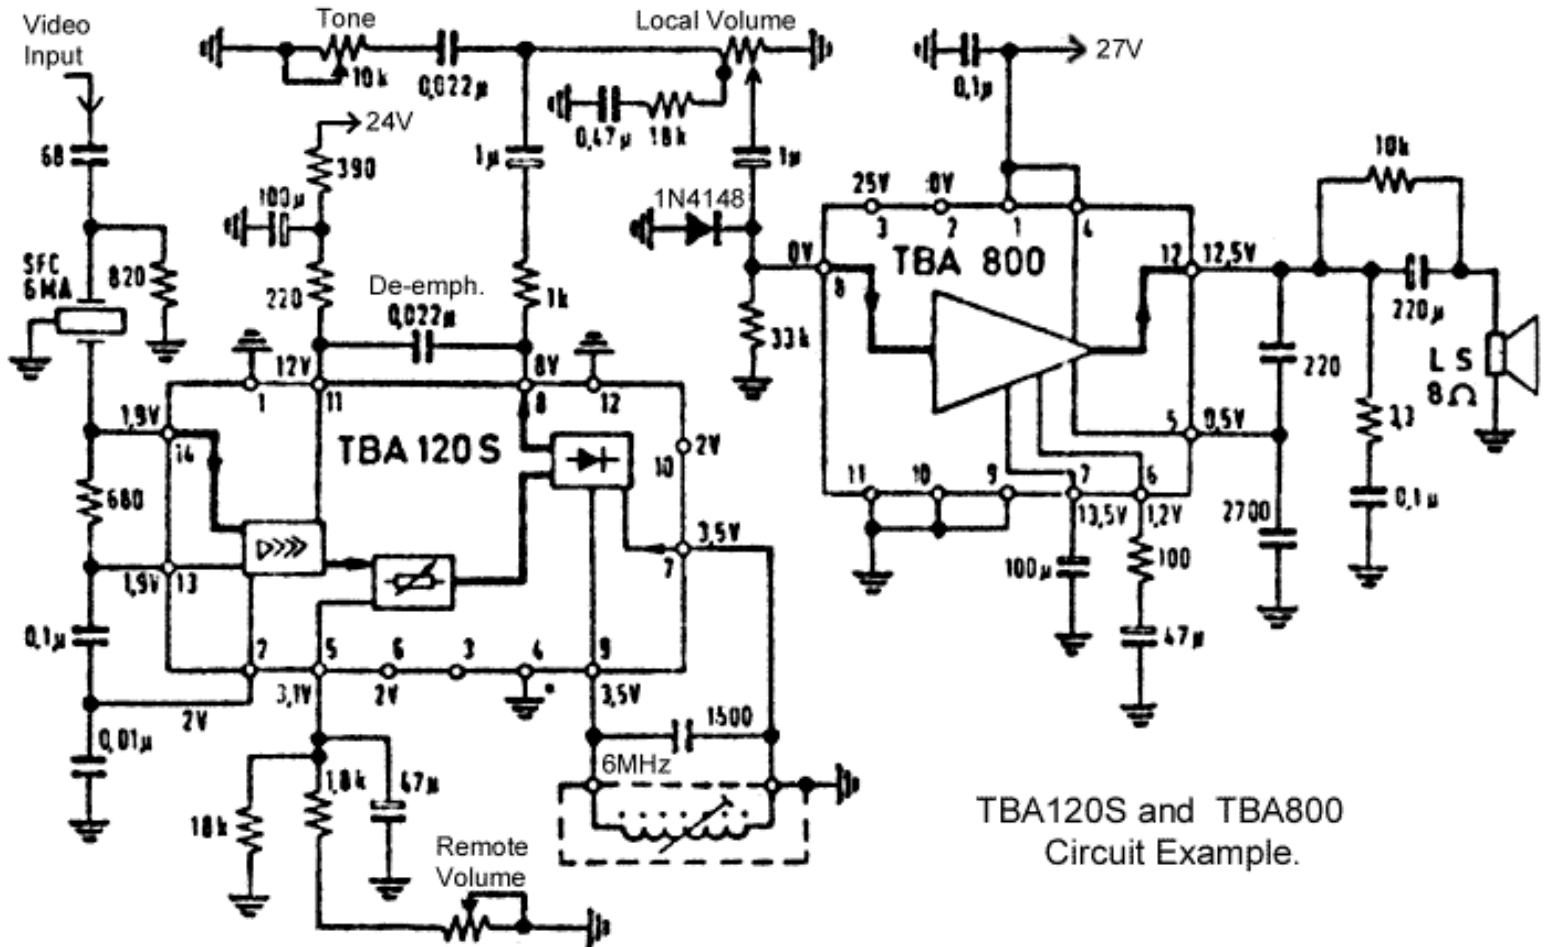 Video
Input
Tone
10k
0,022µ
Local Volume
0,47µ
18k
0,1µ
27V
68
24V
390
100µ
1µ
1µ
1N4148
10k
SFC
6MA
820
220
De-emph.
0,022µ
1k
33k
25V
0V
3
2
1
4
TBA 800
0V
8
12
12,5V
220µ
L S
8Ω
220
3,3
5
0,5V
11
10
9
7
6
13,5V
1,2V
2700
0,1µ
100µ
100
47µ
12V
8V
1
11
8
12
1,9V
14
TBA 120 S
10
2V
680
3,5V
7
1,9V
13
0,1µ
2
5
6
3
4
9
2V
3,1V
2V
3,5V
0,01µ
1500
6MHz
18k
1,8k
47µ
Remote
Volume
TBA120S and TBA800
Circuit Example.